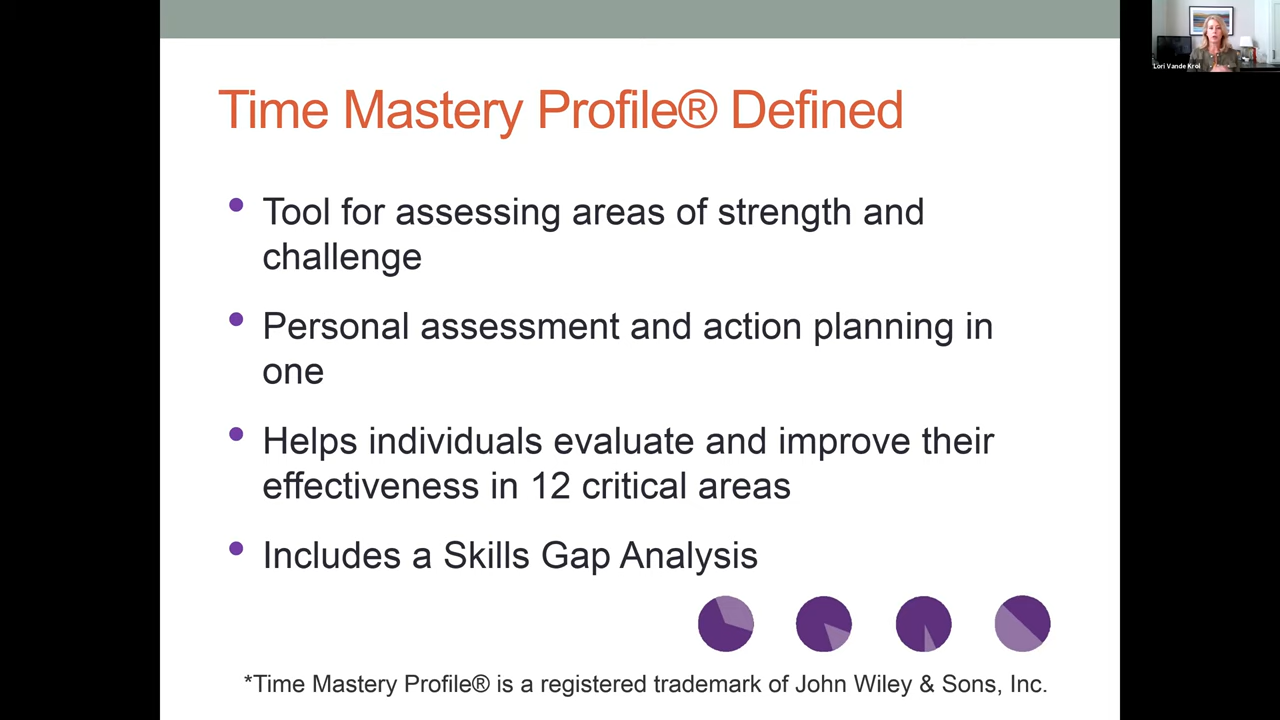 Lori Vande Krol
Time Mastery Profile® Defined
• Tool for assessing areas of strength and
challenge
• Personal assessment and action planning in
one
• Helps individuals evaluate and improve their
effectiveness in 12 critical areas
• Includes a Skills Gap Analysis
*Time Mastery Profile® is a registered trademark of John Wiley & Sons, Inc.